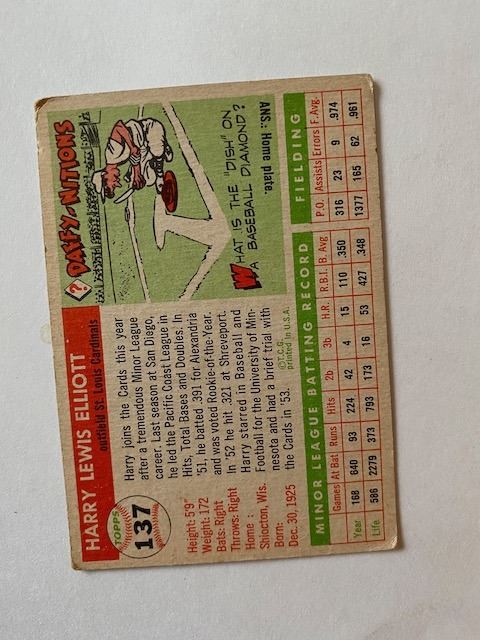 TOPPS
137
HARRY LEWIS ELLIOTT
outfield St. Louis Cardinals
Height: 5'9"
Weight: 172
Bats: Right
Throws: Right
Home:
Shiocton, Wis.
Born:
Dec. 30, 1925
Harry joins the Cards this year
after a tremendous Minor League
career. Last season at San Diego,
he led the Pacific Coast League in
Hits, Total Bases and Doubles. In
'51, he batted .391 for Alexandria
and was voted Rookie-of-the-Year.
In '52 he hit .321 at Shreveport.
Harry starred in Baseball and
Football for the University of Min-
nesota and had a brief trial with
the Cards in '53.
©T.C.G.
printed in U.S.A.
? DAFFY-NITIONS
WHAT IS THE "DISH" ON
A BASEBALL DIAMOND?
ANS.: Home plate.
MINOR LEAGUE BATTING RECORD FIELDING
Games At Bat Runs Hits 2b 3b H.R. R.B.I. B. Avg P.O. Assists Errors F. Avg.
Year 168 640 93 224 42 4 15 110 .350 316 23 9 .974
Life 586 2279 373 793 173 16 53 427 .348 1377 165 62 .961